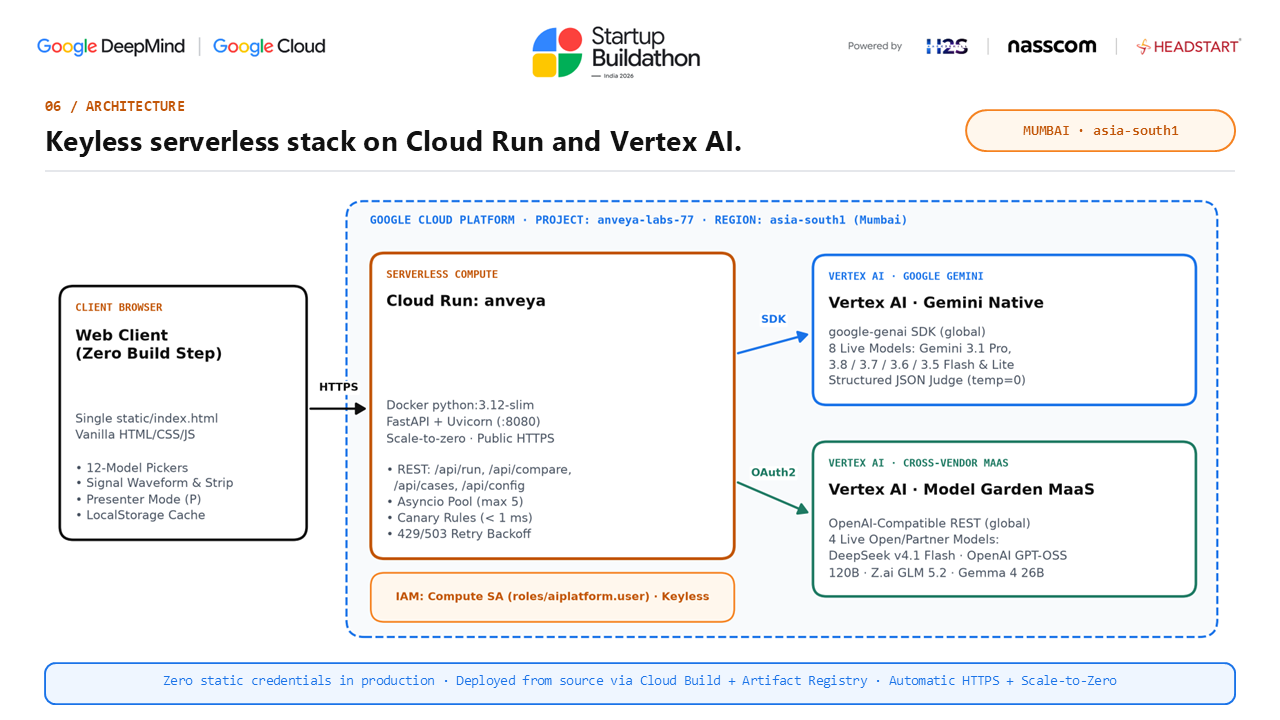 Google DeepMind
Google Cloud
Startup
Buildathon
India 2026
Powered by
H2S
nasscom
HEADSTART
06 / ARCHITECTURE
Keyless serverless stack on Cloud Run and Vertex AI.
MUMBAI · asia-south1
GOOGLE CLOUD PLATFORM · PROJECT: anveya-labs-77 · REGION: asia-south1 (Mumbai)
CLIENT BROWSER
Web Client
(Zero Build Step)
Single static/index.html
Vanilla HTML/CSS/JS
• 12-Model Pickers
• Signal Waveform & Strip
• Presenter Mode (P)
• LocalStorage Cache
HTTPS
SERVERLESS COMPUTE
Cloud Run: anveya
Docker python:3.12-slim
FastAPI + Uvicorn (:8080)
Scale-to-zero · Public HTTPS
• REST: /api/run, /api/compare,
/api/cases, /api/config
• Asyncio Pool (max 5)
• Canary Rules (< 1 ms)
• 429/503 Retry Backoff
IAM: Compute SA (roles/aiplatform.user) · Keyless
SDK
OAuth2
VERTEX AI · GOOGLE GEMINI
Vertex AI · Gemini Native
google-genai SDK (global)
8 Live Models: Gemini 3.1 Pro,
3.8 / 3.7 / 3.6 / 3.5 Flash & Lite
Structured JSON Judge (temp=0)
VERTEX AI · CROSS-VENDOR MAAS
Vertex AI · Model Garden MaaS
OpenAI-Compatible REST (global)
4 Live Open/Partner Models:
DeepSeek v4.1 Flash · OpenAI GPT-OSS
120B · Z.ai GLM 5.2 · Gemma 4 26B
Zero static credentials in production · Deployed from source via Cloud Build + Artifact Registry · Automatic HTTPS + Scale-to-Zero